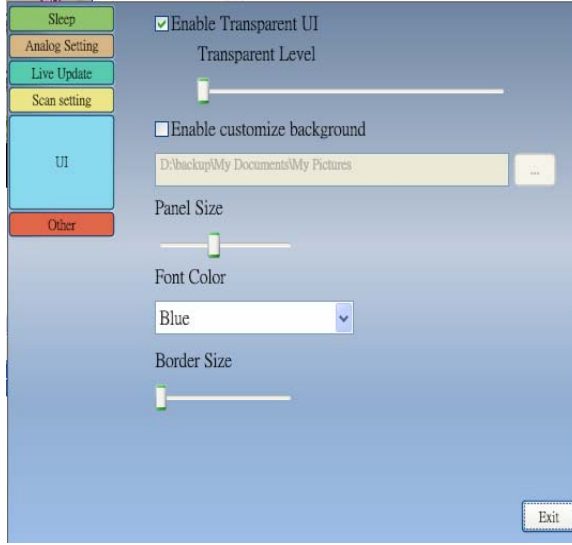 Sleep
Analog Setting
Live Update
Scan setting
UI
Other
Enable Transparent UI
Transparent Level
Enable customize background
D:\backup\My Documents\My Pictures
...
Panel Size
Font Color
Blue
Border Size
Exit